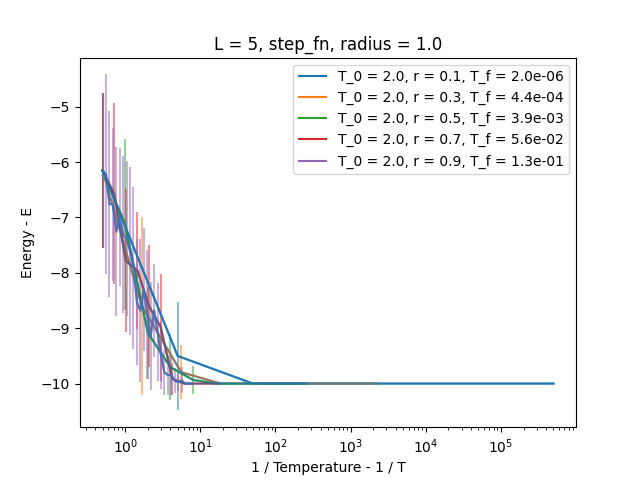 L = 5, step_fn, radius = 1.0
T_0 = 2.0, r = 0.1, T_f = 2.0e-06
T_0 = 2.0, r = 0.3, T_f = 4.4e-04
T_0 = 2.0, r = 0.5, T_f = 3.9e-03
T_0 = 2.0, r = 0.7, T_f = 5.6e-02
T_0 = 2.0, r = 0.9, T_f = 1.3e-01
Energy - E
−5
−6
−7
−8
−9
−10
10⁰ 10¹ 10² 10³ 10⁴ 10⁵
1 / Temperature - 1 / T